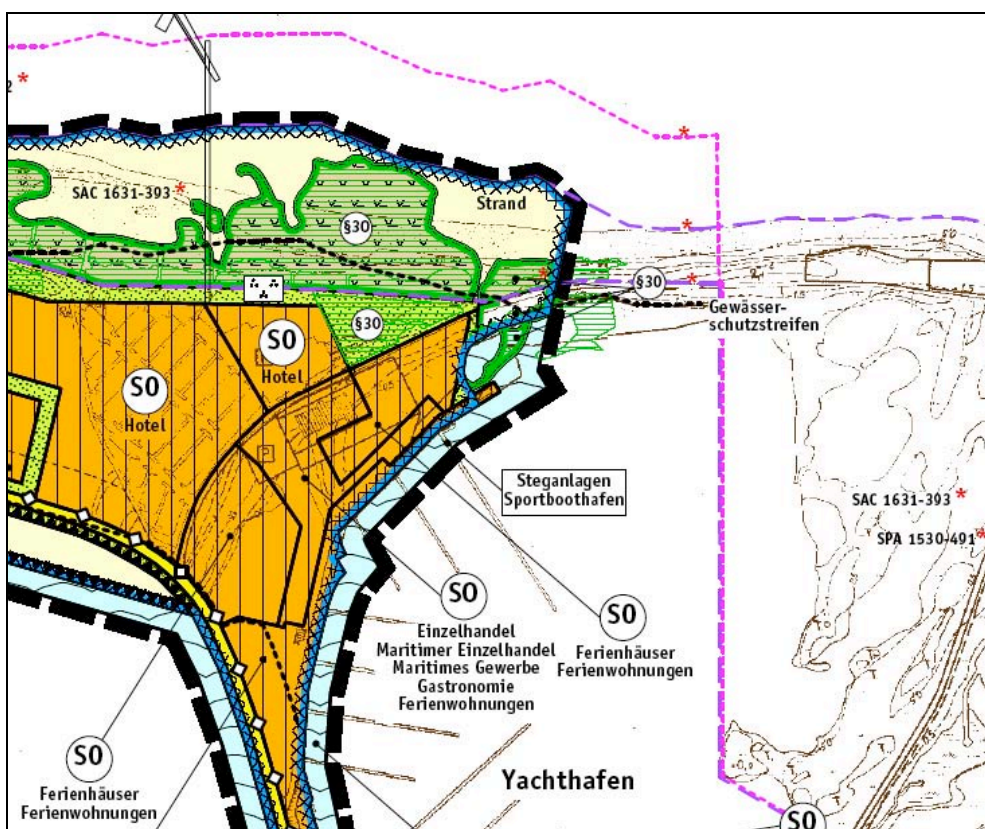 2 *
SAC 1631-393 *
Strand
§30
§30
Gewässer-
schutzstreifen
§30
SO
Hotel
SO
Hotel
P
Steganlagen
Sportboothafen
SAC 1631-393 *
SPA 1530-491 *
SO
Einzelhandel
Maritimer Einzelhandel
Maritimes Gewerbe
Gastronomie
Ferienwohnungen
SO
Ferienhäuser
Ferienwohnungen
SO
Ferienhäuser
Ferienwohnungen
Yachthafen
SO